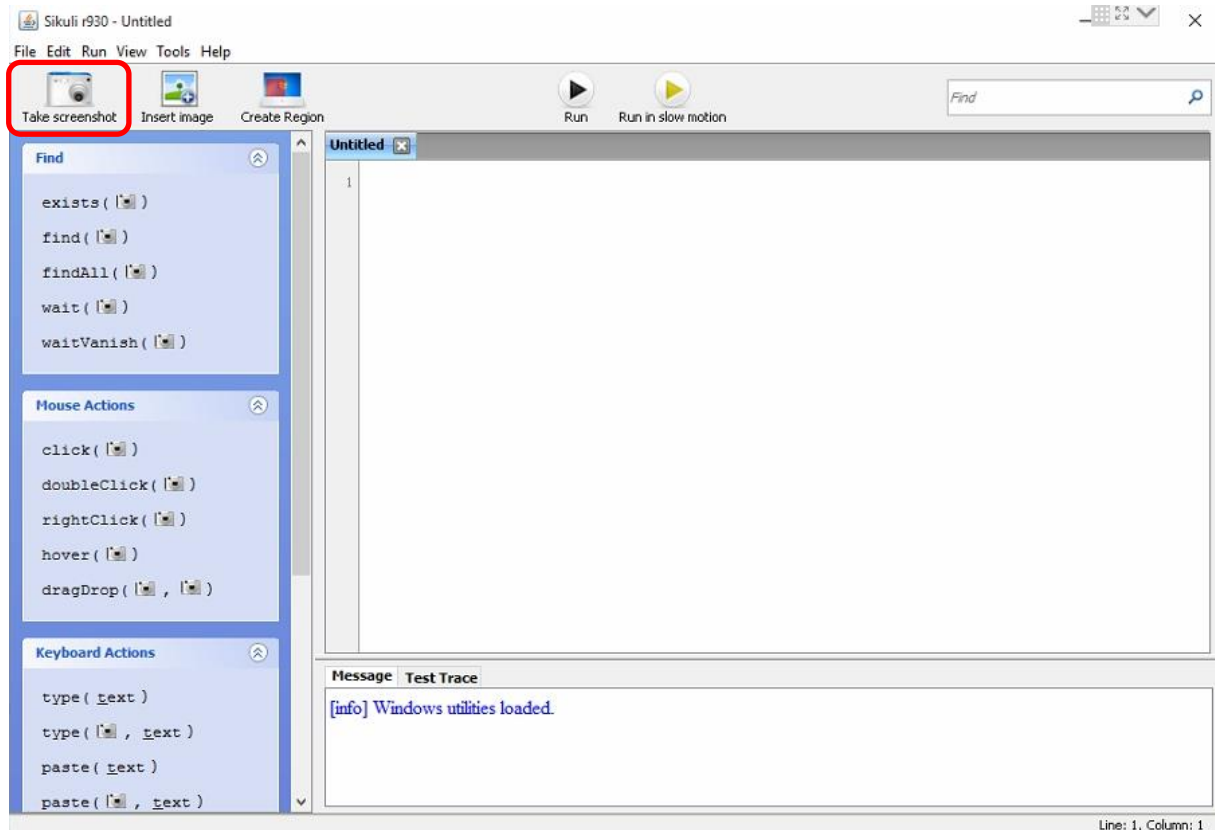 Sikuli r930 - Untitled
File Edit Run View Tools Help
Take screenshot Insert image Create Region Run Run in slow motion Find
Find
exists( )
find( )
findAll( )
wait( )
waitVanish( )
Mouse Actions
click( )
doubleClick( )
rightClick( )
hover( )
dragDrop( , )
Keyboard Actions
type( text )
type( , text )
paste( text )
paste( , text )
Untitled
1
Message Test Trace
[info] Windows utilities loaded.
Line: 1, Column: 1